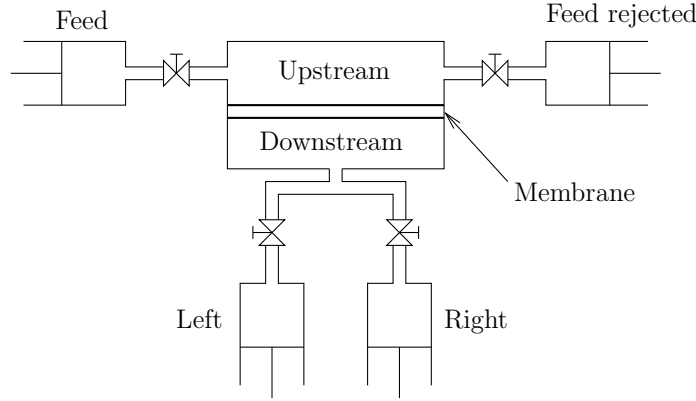 Feed
Feed rejected
Upstream
Downstream
Membrane
Left
Right